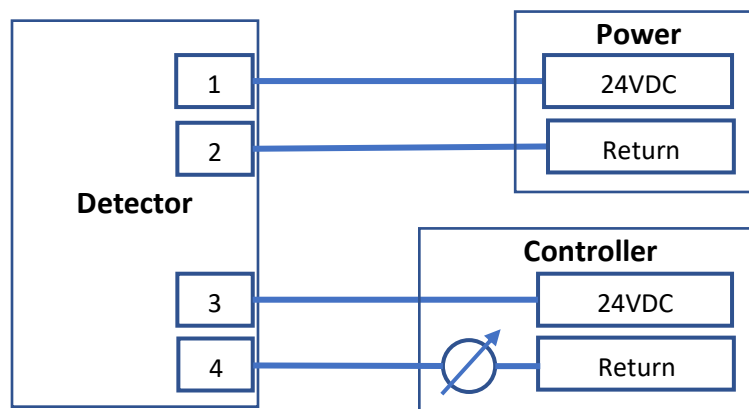 Power
1
24VDC
2
Return
Detector
Controller
3
24VDC
4
Return